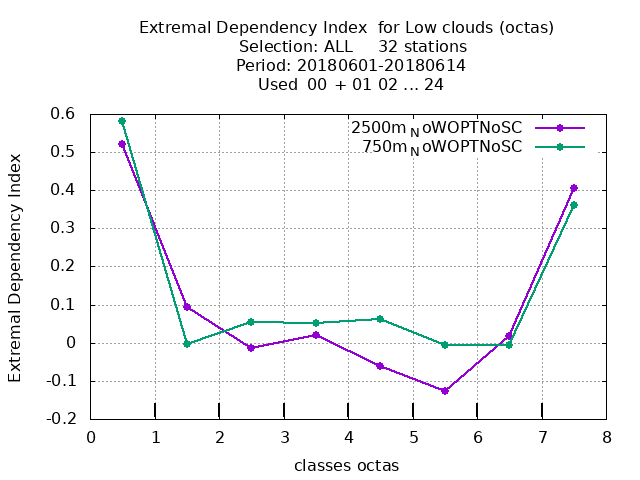 Extremal Dependency Index  for Low clouds (octas)
Selection: ALL     32 stations
Period: 20180601-20180614
Used  00  + 01 02 ... 24
2500m_NoWOPTNoSC
750m_NoWOPTNoSC
Extremal Dependency Index
0.6
0.5
0.4
0.3
0.2
0.1
0
-0.1
-0.2
0 1 2 3 4 5 6 7 8
classes octas